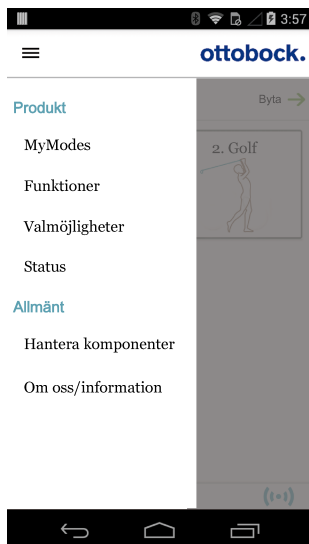 3:57
ottobock.
Produkt
Byta
MyModes
2. Golf
Funktioner
Valmöjligheter
Status
Allmänt
Hantera komponenter
Om oss/information